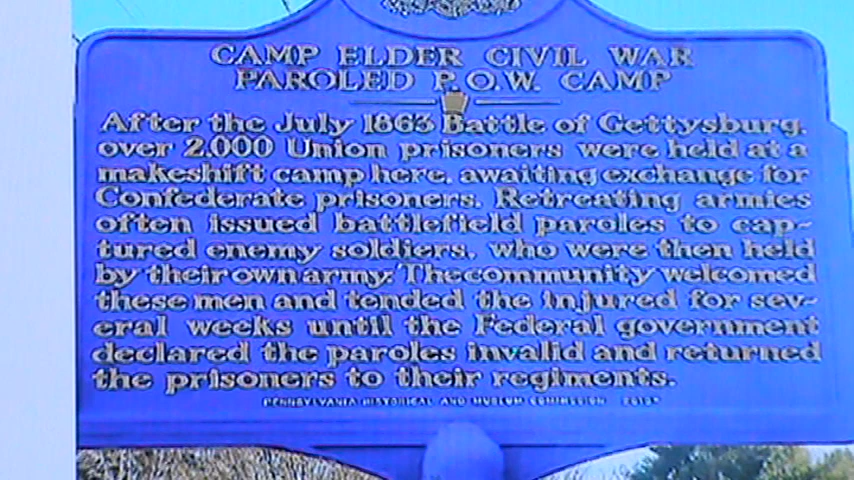 CAMP ELDER CIVIL WAR
PAROLED P.O.W. CAMP
After the July 1863 Battle of Gettysburg,
over 2,000 Union prisoners were held at a
makeshift camp here, awaiting exchange for
Confederate prisoners. Retreating armies
often issued battlefield paroles to cap-
tured enemy soldiers, who were then held
by their own army. The community welcomed
these men and tended the injured for sev-
eral weeks until the Federal government
declared the paroles invalid and returned
the prisoners to their regiments.
PENNSYLVANIA HISTORICAL AND MUSEUM COMMISSION